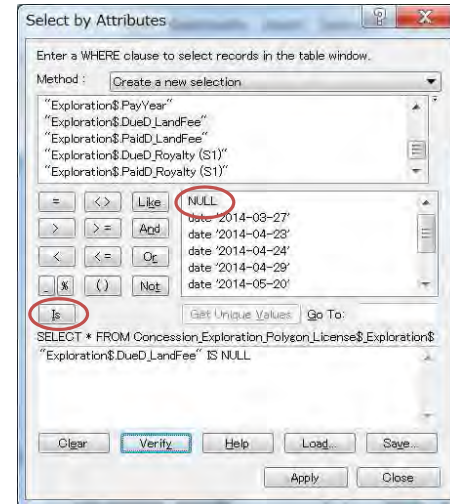 Select by Attributes
Enter a WHERE clause to select records in the table window.
Method : Create a new selection
"Exploration$.PayYear"
"Exploration$.DueD_LandFee"
"Exploration$.PaidD_LandFee"
"Exploration$.DueD_Royalty (S1)"
"Exploration$.PaidD_Royalty (S1)"
= <> Like NULL
date '2014-03-27'
> >= And date '2014-04-23'
date '2014-04-24'
< <= Or date '2014-04-29'
_ % () Not date '2014-05-20'
Is Get Unique Values Go To:
SELECT * FROM Concession_Exploration_Polygon_License$_Exploration$
"Exploration$.DueD_LandFee" IS NULL
Clear Verify Help Load... Save...
Apply Close